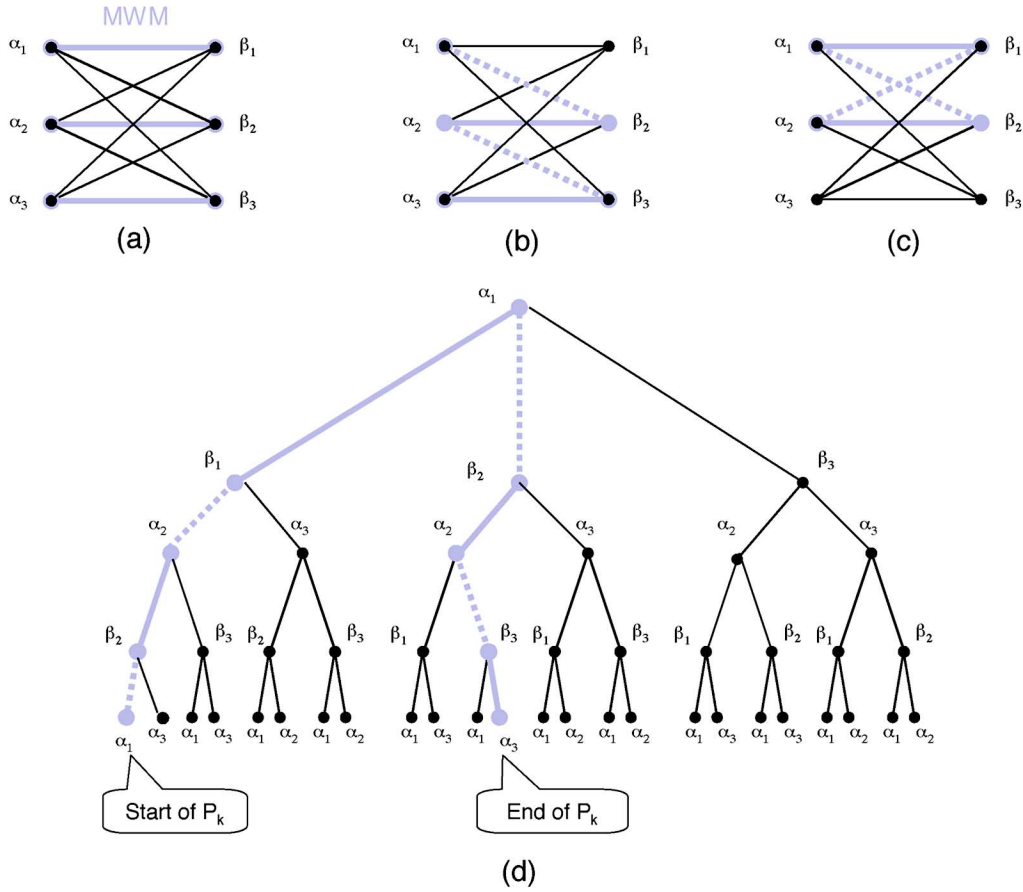 MWM
α1 β1 α1 β1 α1 β1
α2 β2 α2 β2 α2 β2
α3 β3 α3 β3 α3 β3
(a) (b) (c)
α1
β1 β2 β3
α2 α3 α2 α3 α2 α3
β2 β3 β2 β3 β1 β3 β1 β3 β1 β2 β1 β2
α1 α3 α1 α3 α1 α2 α1 α2 α1 α3 α1 α3 α1 α2 α1 α2 α1 α3 α1 α3 α1 α2 α1 α2
Start of Pk End of Pk
(d)